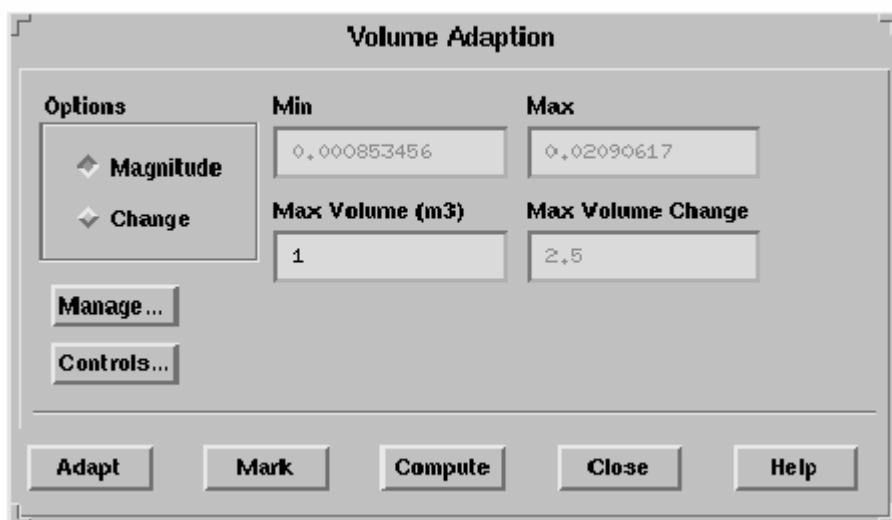 Volume Adaption
Options Min Max
0.000853456 0.02090617
Magnitude
Change
Max Volume (m3) Max Volume Change
1 2.5
Manage...
Controls...
Adapt Mark Compute Close Help